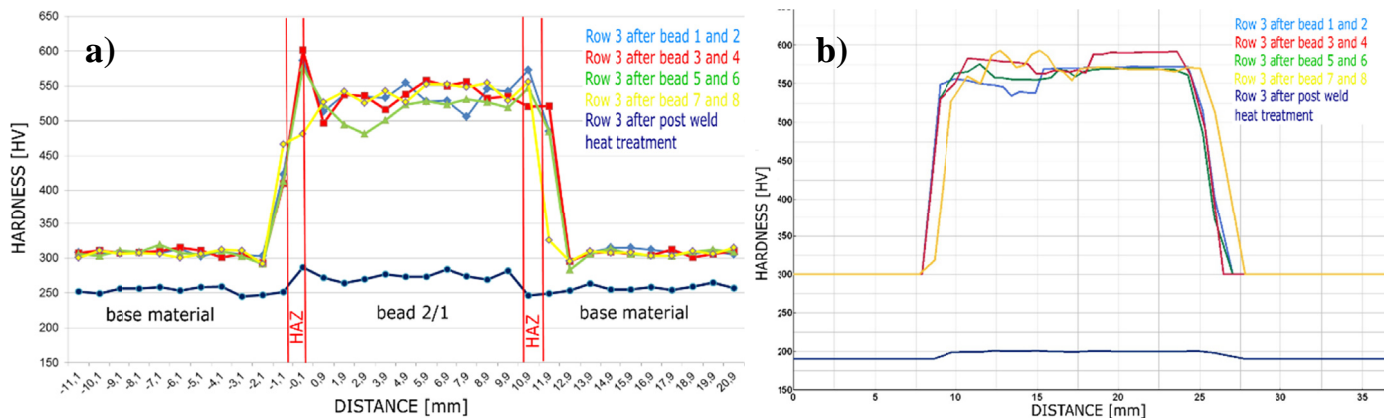 a)
650
600
550
500
450
400
350
300
250
200
150
HARDNESS [HV]
Row 3 after bead 1 and 2
Row 3 after bead 3 and 4
Row 3 after bead 5 and 6
Row 3 after bead 7 and 8
Row 3 after post weld
heat treatment
base material
HAZ
bead 2/1
HAZ
base material
-11,1 -10,1 -9,1 -8,1 -7,1 -6,1 -5,1 -4,1 -3,1 -2,1 -1,1 -0,1 0,9 1,9 2,9 3,9 4,9 5,9 6,9 7,9 8,9 9,9 10,9 11,9 12,9 13,9 14,9 15,9 16,9 17,9 18,9 19,9 20,9
DISTANCE [mm]
b)
600
550
500
450
400
350
300
250
200
150
HARDNESS [HV]
Row 3 after bead 1 and 2
Row 3 after bead 3 and 4
Row 3 after bead 5 and 6
Row 3 after bead 7 and 8
Row 3 after post weld
heat treatment
0 5 10 15 20 25 30 35
DISTANCE [mm]